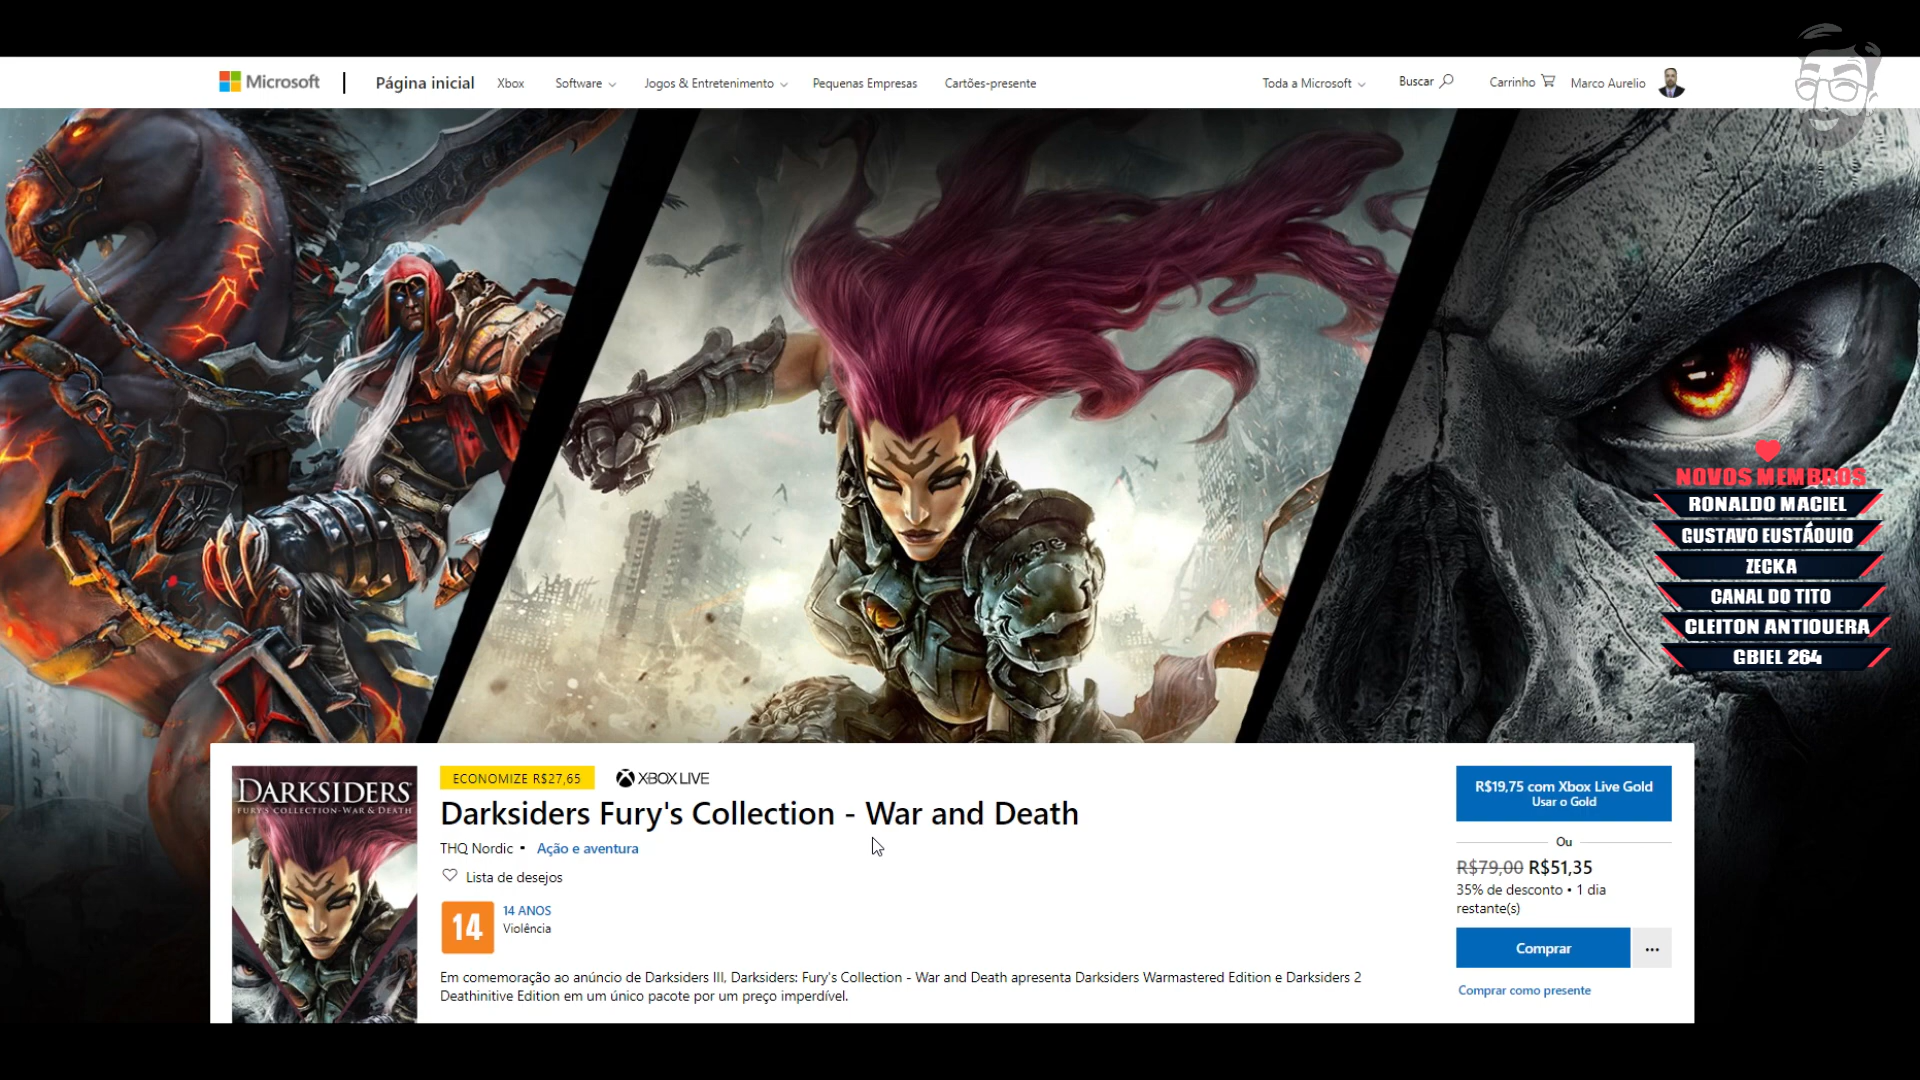 Microsoft
Página inicial
Xbox
Software
Jogos & Entretenimento
Pequenas Empresas
Cartões-presente
Toda a Microsoft
Buscar
Carrinho
Marco Aurelio
NOVOS MEMBROS
RONALDO MACIEL
GUSTAVO EUSTÁQUIO
ZECKA
CANAL DO TITO
CLEITON ANTIQUERA
GBIEL 264
DARKSIDERS
FURY'S COLLECTION - WAR & DEATH
ECONOMIZE R$27,65
XBOX LIVE
Darksiders Fury's Collection - War and Death
THQ Nordic • Ação e aventura
Lista de desejos
14
14 ANOS
Violência
Em comemoração ao anúncio de Darksiders III, Darksiders: Fury's Collection - War and Death apresenta Darksiders Warmastered Edition e Darksiders 2
Deathinitive Edition em um único pacote por um preço imperdível.
R$19,75 com Xbox Live Gold
Usar o Gold
Ou
R$79,00 R$51,35
35% de desconto • 1 dia
restante(s)
Comprar
...
Comprar como presente